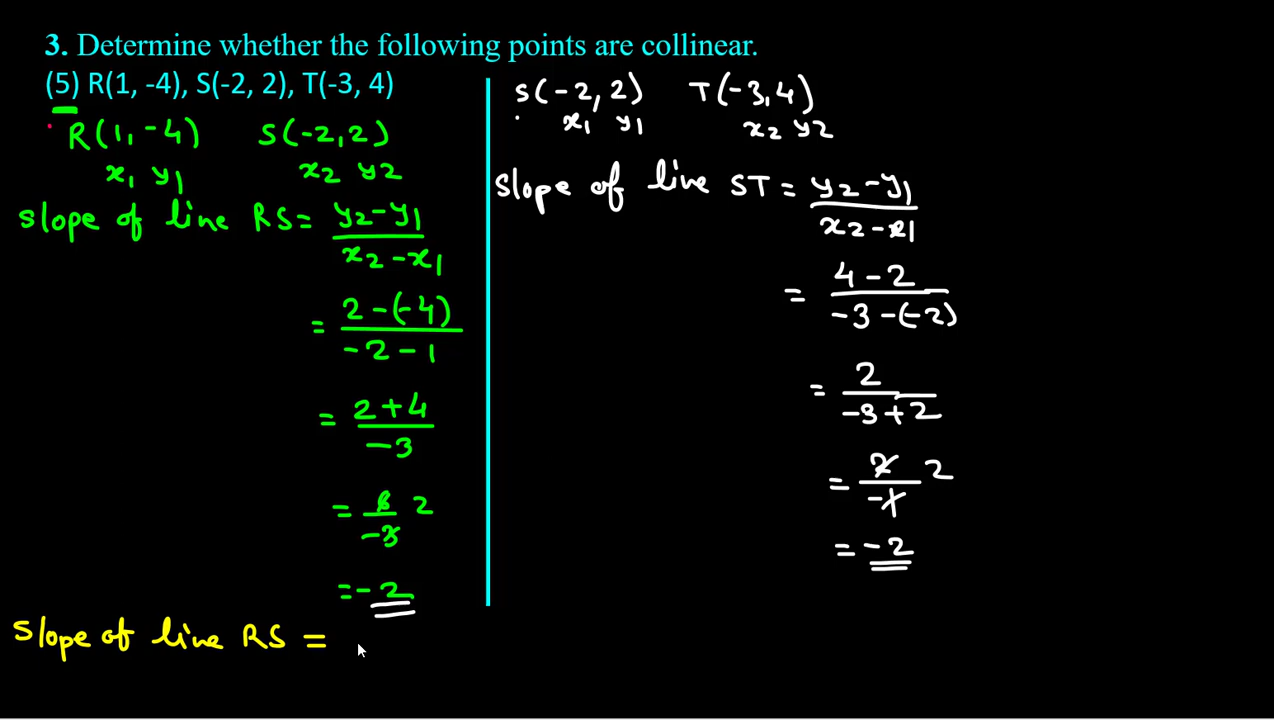 3. Determine whether the following points are collinear.
(5) R(1, -4), S(-2, 2), T(-3, 4)
R(1, -4) S(-2, 2)
x1 y1 x2 y2
slope of line RS = y2-y1
x2-x1
= 2-(-4)
-2-1
= 2+4
-3
= 6 2
-3
= -2
S(-2, 2) T(-3, 4)
x1 y1 x2 y2
slope of line ST = y2-y1
x2-x1
= 4-2
-3-(-2)
= 2
-3+2
= 2 2
-1
= -2
Slope of line RS =